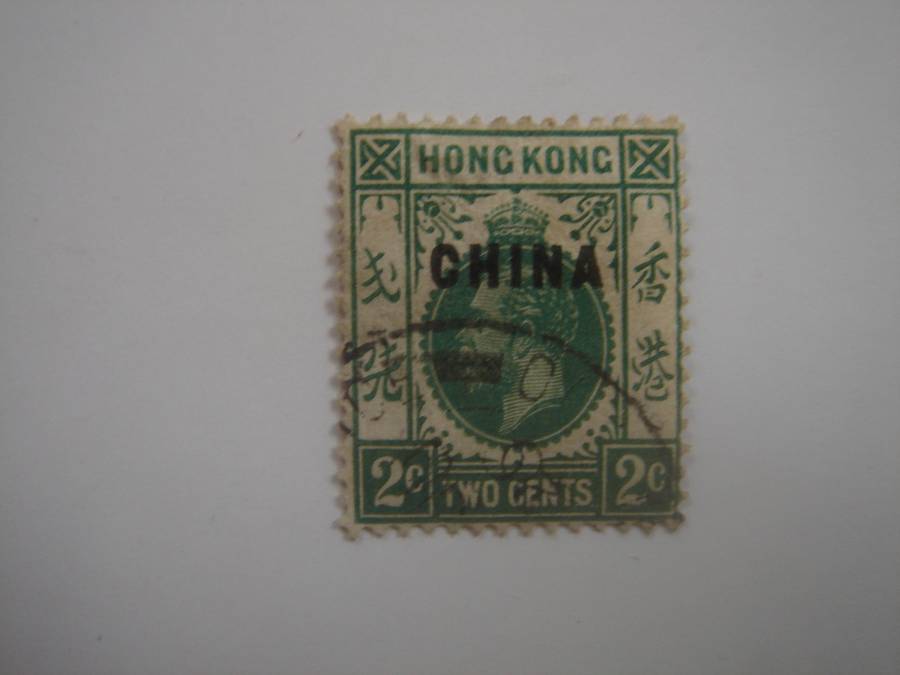 HONG KONG
CHINA
香港
2C TWO CENTS 2C